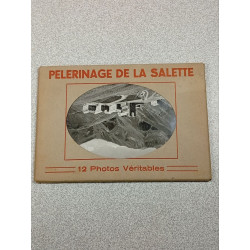 PELERINAGE DE LA SALETTE
12 Photos Véritables